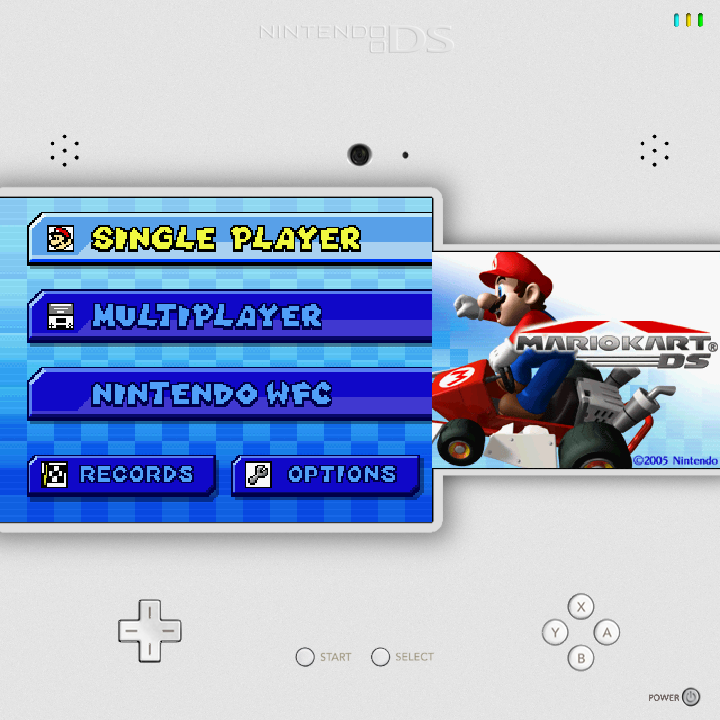 NINTENDO DS
SINGLE PLAYER
MULTIPLAYER
NINTENDO WFC
RECORDS
OPTIONS
MARIOKART®
DS
©2005 Nintendo
X
Y
A
B
START
SELECT
POWER